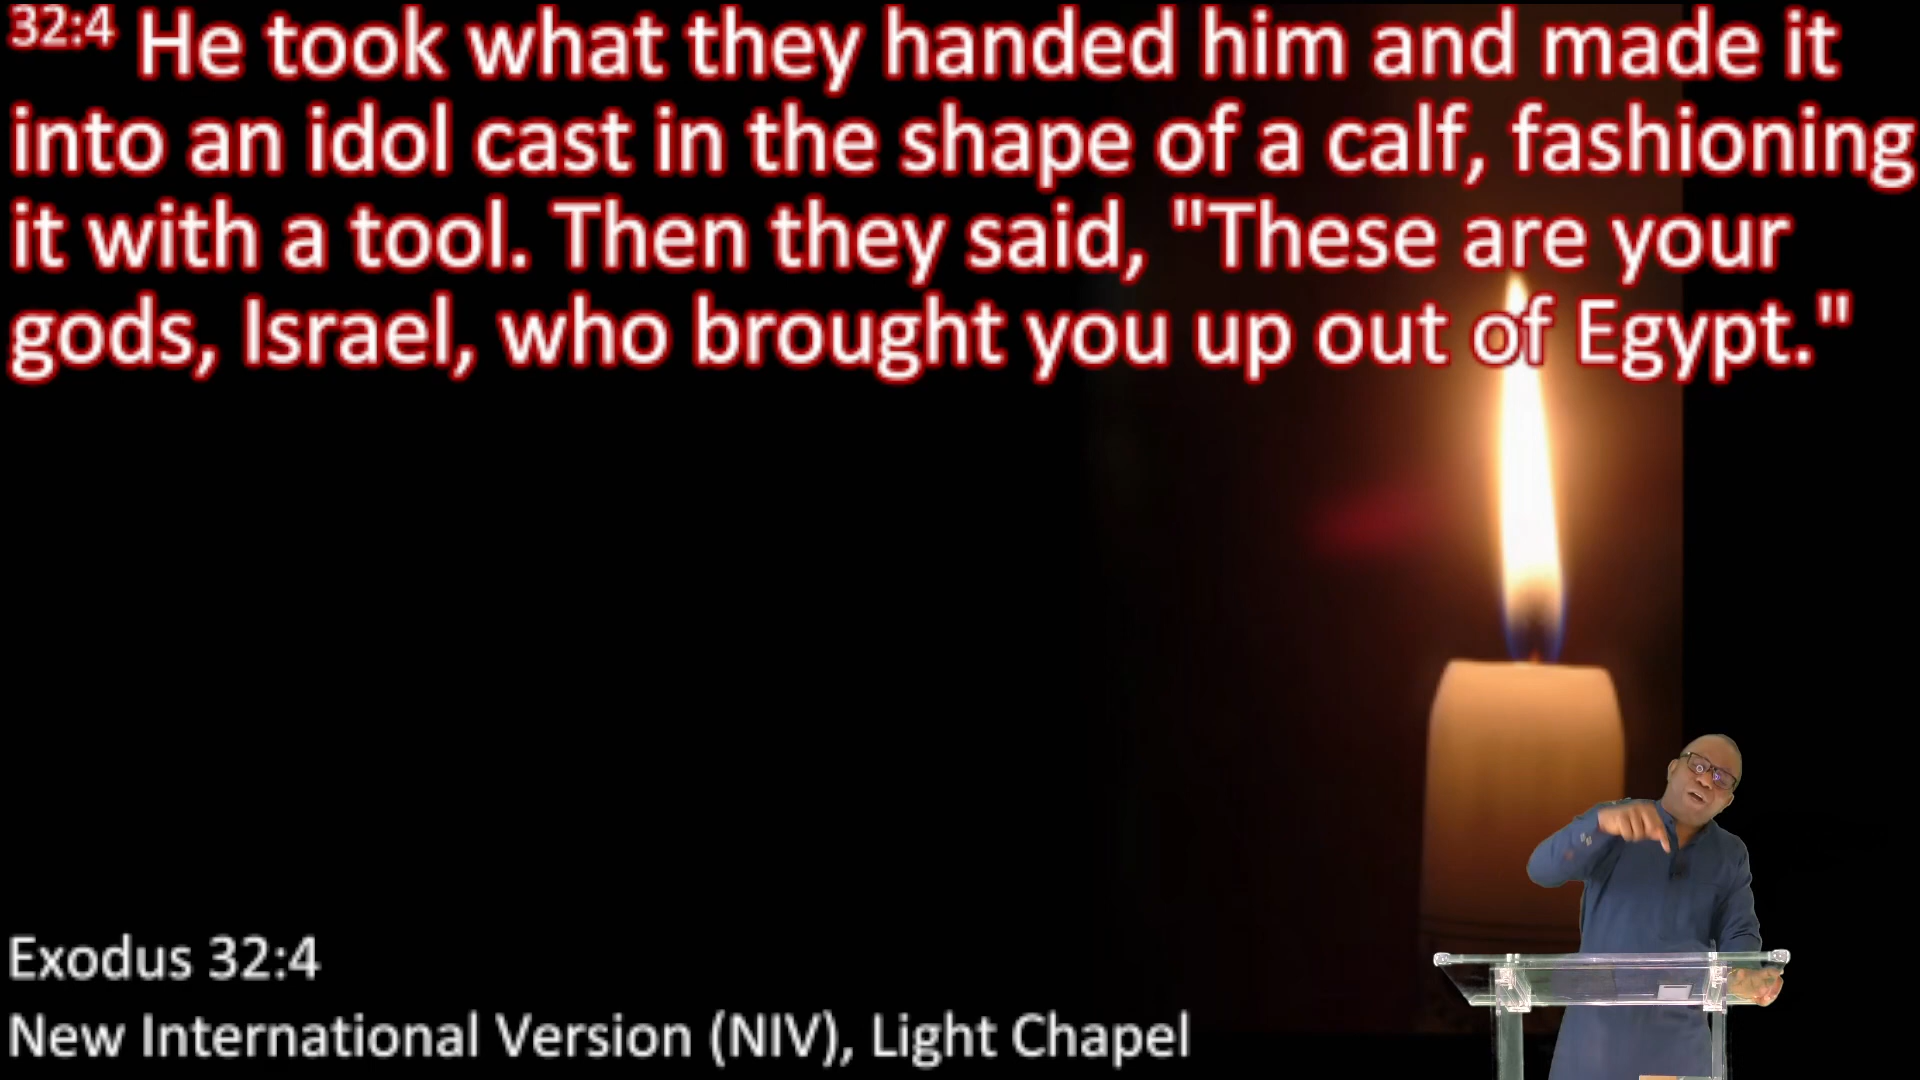 32:4 He took what they handed him and made it
into an idol cast in the shape of a calf, fashioning
it with a tool. Then they said, "These are your
gods, Israel, who brought you up out of Egypt."
Exodus 32:4
New International Version (NIV), Light Chapel